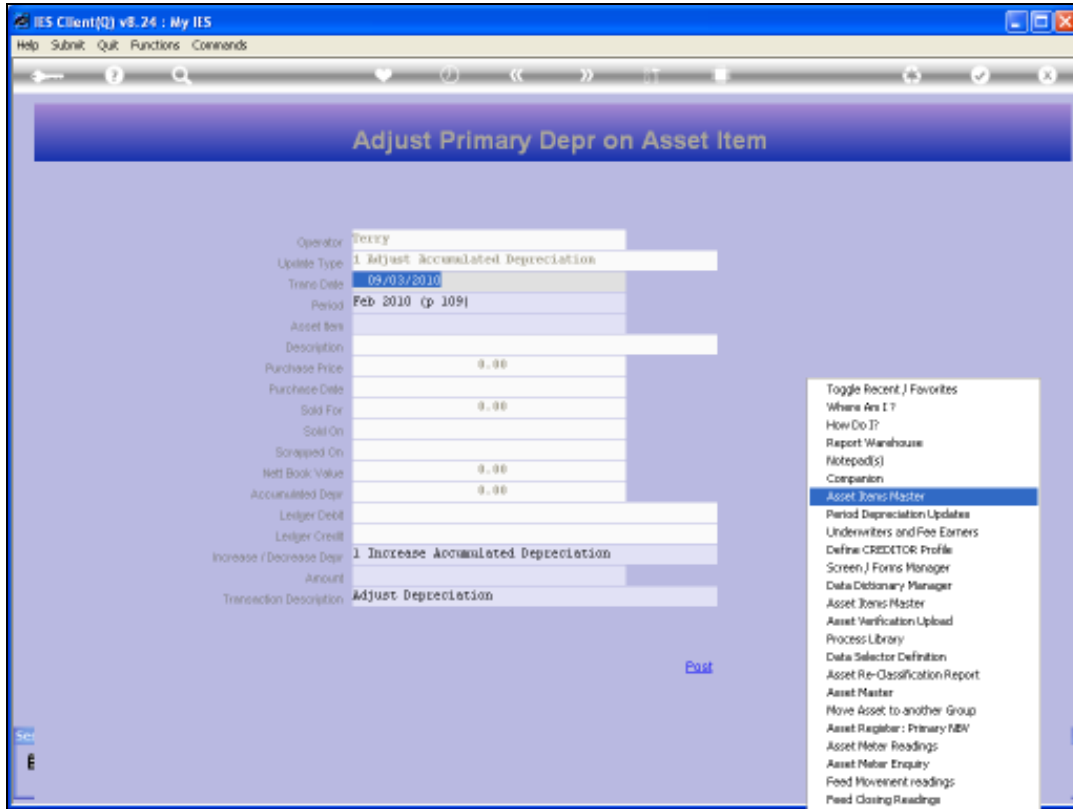 IES Client(Q) v8.24 : My IES
Help Submit Quit Functions Commands
Adjust Primary Depr on Asset Item
Operator Terry
Update Type 1 Adjust Accumulated Depreciation
Trans Date 09/03/2010
Period Feb 2010 (p 109)
Asset Item
Description
Purchase Price 0.00
Purchase Date
Sold For 0.00
Sold On
Scrapped On
Nett Book Value 0.00
Accumulated Depr 0.00
Ledger Debit
Ledger Credit
Increase / Decrease Depr 1 Increase Accumulated Depreciation
Amount
Transaction Description Adjust Depreciation
Post
Toggle Recent / Favorites
Where Am I ?
How Do I?
Report Warehouse
Notepad(s)
Companion
Asset Items Master
Period Depreciation Updates
Underwriters and Fee Earners
Define CREDITOR Profile
Screen / Forms Manager
Data Dictionary Manager
Asset Items Master
Asset Verification Upload
Process Library
Data Selector Definition
Asset Re-Classification Report
Asset Master
Move Asset to another Group
Asset Register : Primary NBV
Asset Meter Readings
Asset Meter Enquiry
Feed Movement readings
Feed Closing Readings